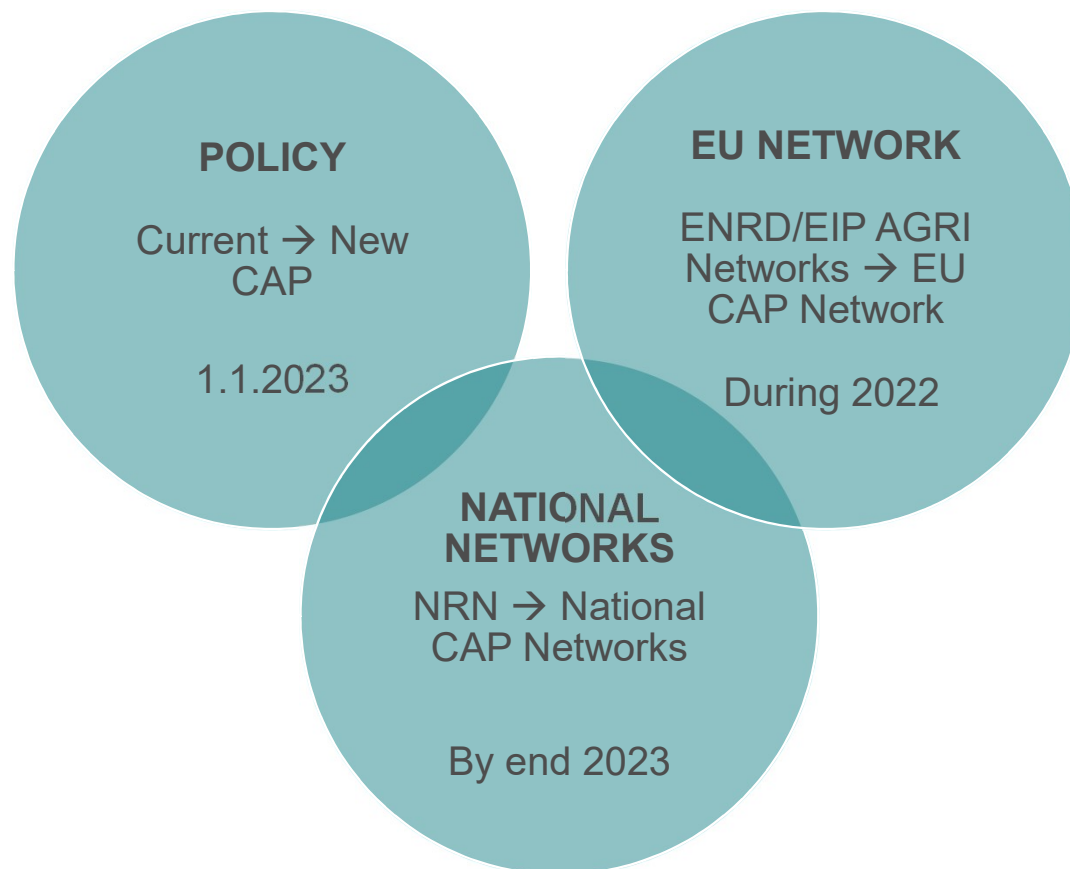 POLICY
Current → New
CAP
1.1.2023
EU NETWORK
ENRD/EIP AGRI
Networks → EU
CAP Network
During 2022
NATIONAL
NETWORKS
NRN → National
CAP Networks
By end 2023